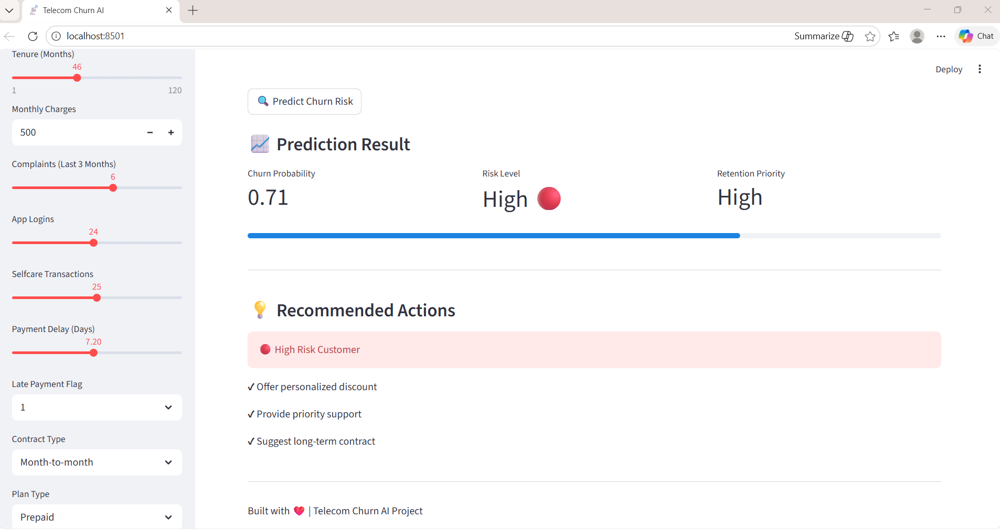 Telecom Churn AI
localhost:8501
Summarize
Chat
Tenure (Months)
46
1
120
Monthly Charges
500
Complaints (Last 3 Months)
6
App Logins
24
Selfcare Transactions
25
Payment Delay (Days)
7.20
Late Payment Flag
1
Contract Type
Month-to-month
Plan Type
Prepaid
Deploy
🔍 Predict Churn Risk
📈 Prediction Result
Churn Probability
0.71
Risk Level
High 🔴
Retention Priority
High
💡 Recommended Actions
🔴 High Risk Customer
✔ Offer personalized discount
✔ Provide priority support
✔ Suggest long-term contract
Built with ❤️ | Telecom Churn AI Project